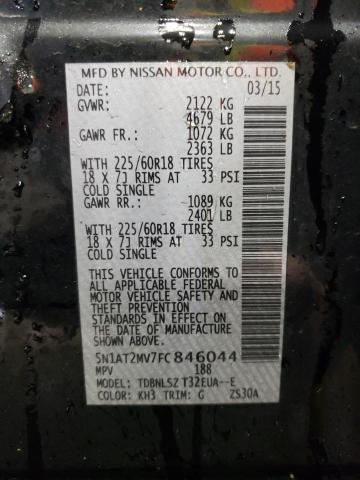 MFD BY NISSAN MOTOR CO., LTD.
DATE: 03/15
GVWR: 2122 KG
4679 LB
GAWR FR.: 1072 KG
2363 LB
WITH 225/60R18 TIRES
18 X 7J RIMS AT 33 PSI
COLD SINGLE
GAWR RR.: 1089 KG
2401 LB
WITH 225/60R18 TIRES
18 X 7J RIMS AT 33 PSI
COLD SINGLE
THIS VEHICLE CONFORMS TO
ALL APPLICABLE FEDERAL
MOTOR VEHICLE SAFETY AND
THEFT PREVENTION
STANDARDS IN EFFECT ON
THE DATE OF MANUFACTURE
SHOWN ABOVE.
5N1AT2MV7FC846044
MPV 188
MODEL: TDBNLSZ T32EUA--E
COLOR: KH3 TRIM: G ZS30A